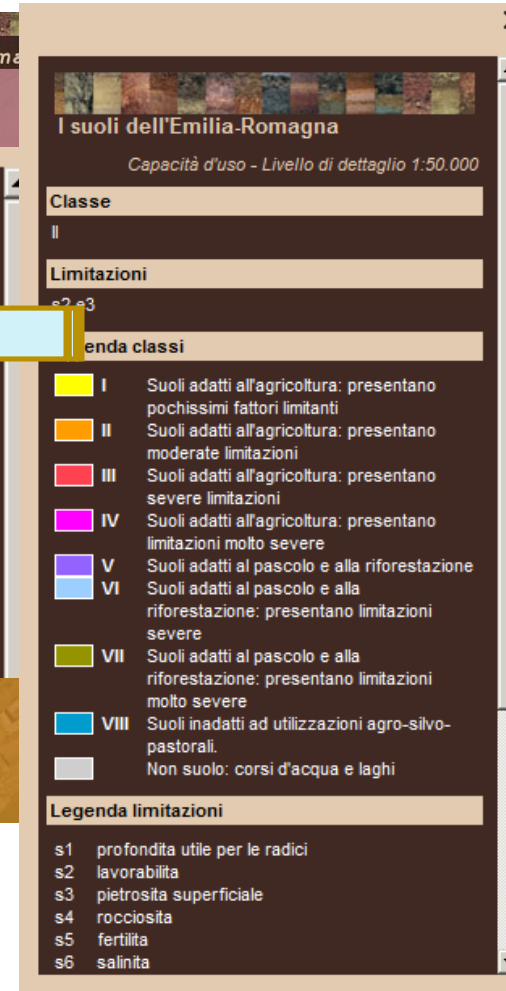 I suoli dell'Emilia-Romagna
Capacità d'uso - Livello di dettaglio 1:50.000
Classe
II
Limitazioni
s2 s3
enda classi
I Suoli adatti all'agricoltura: presentano
pochissimi fattori limitanti
II Suoli adatti all'agricoltura: presentano
moderate limitazioni
III Suoli adatti all'agricoltura: presentano
severe limitazioni
IV Suoli adatti all'agricoltura: presentano
limitazioni molto severe
V Suoli adatti al pascolo e alla riforestazione
VI Suoli adatti al pascolo e alla
riforestazione: presentano limitazioni
severe
VII Suoli adatti al pascolo e alla
riforestazione: presentano limitazioni
molto severe
VIII Suoli inadatti ad utilizzazioni agro-silvo-
pastorali.
Non suolo: corsi d'acqua e laghi
Legenda limitazioni
s1 profondita utile per le radici
s2 lavorabilita
s3 pietrosita superficiale
s4 rocciosita
s5 fertilita
s6 salinita